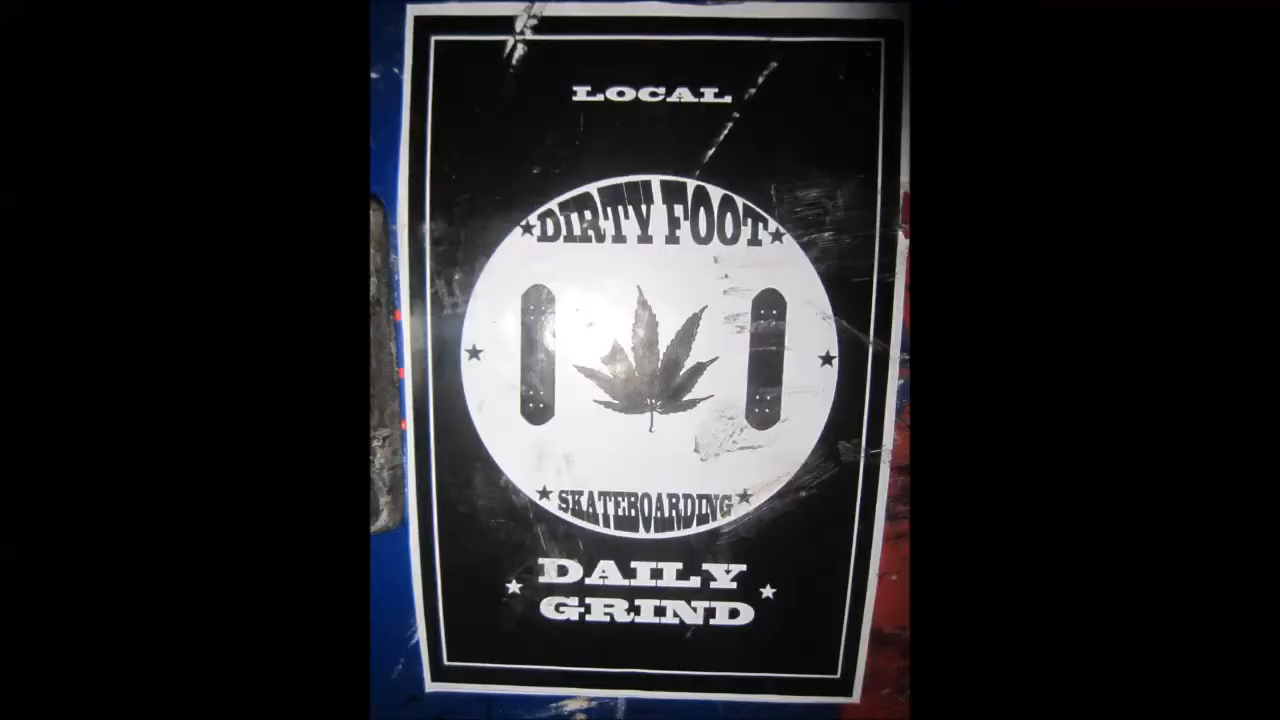 LOCAL
DIRTY FOOT
SKATEBOARDING
DAILY
GRIND